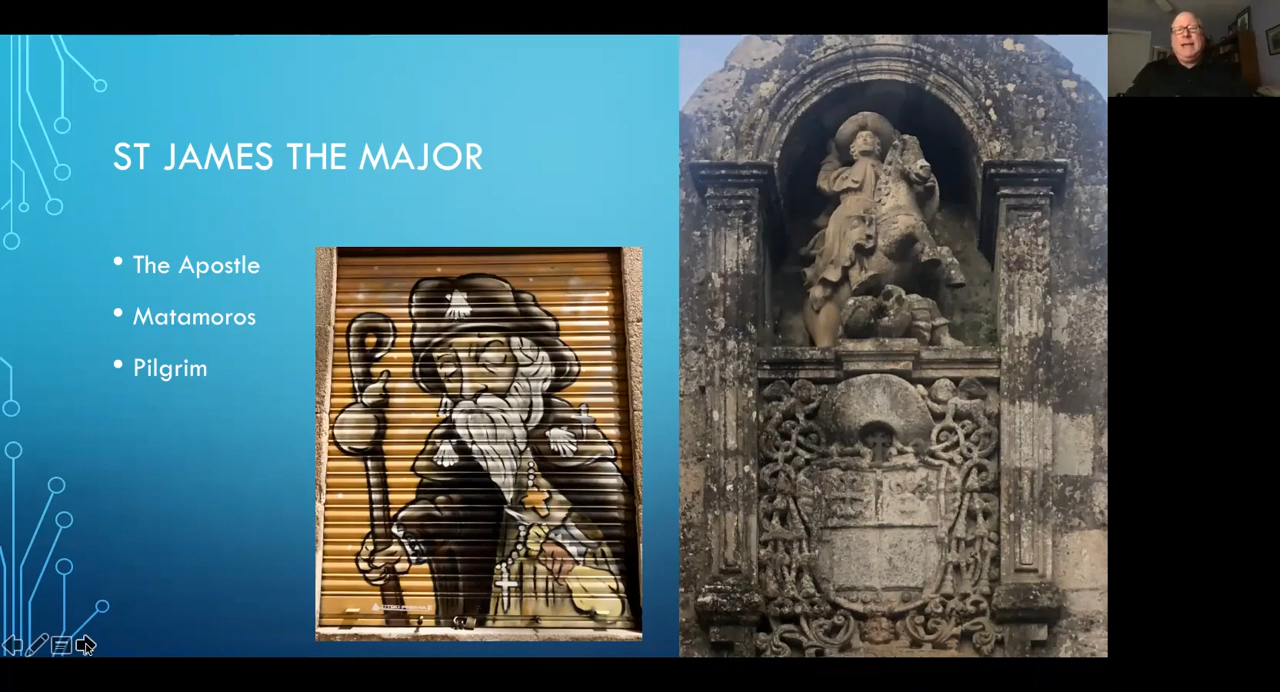 ST JAMES THE MAJOR
• The Apostle
• Matamoros
• Pilgrim